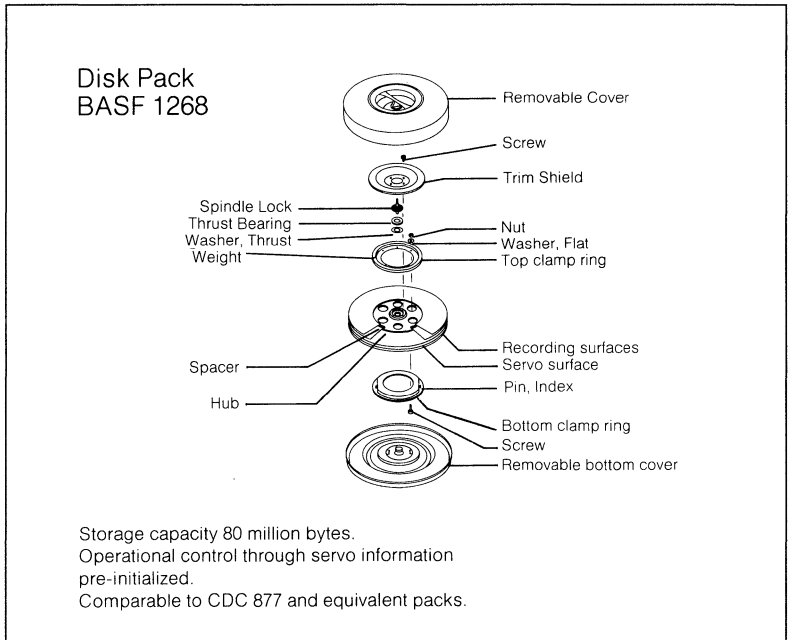 Disk Pack
BASF 1268
Removable Cover
Screw
Trim Shield
Spindle Lock
Thrust Bearing
Washer, Thrust
Weight
Nut
Washer, Flat
Top clamp ring
Recording surfaces
Servo surface
Spacer
Hub
Pin, Index
Bottom clamp ring
Screw
Removable bottom cover
Storage capacity 80 million bytes.
Operational control through servo information
pre-initialized.
Comparable to CDC 877 and equivalent packs.